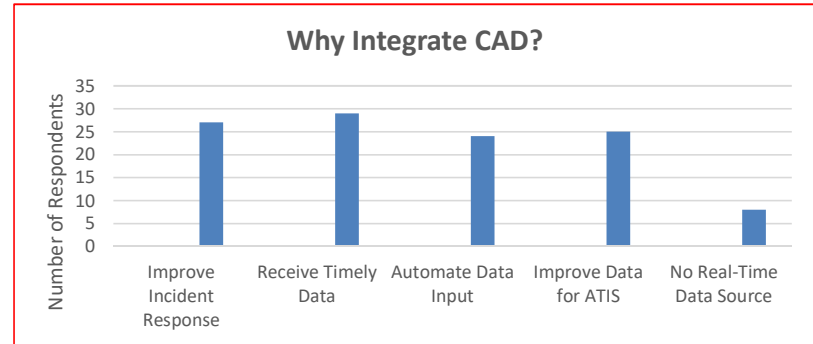 Why Integrate CAD?
Number of Respondents
35
30
25
20
15
10
5
0
Improve
Incident
Response
Receive Timely
Data
Automate Data
Input
Improve Data
for ATIS
No Real-Time
Data Source